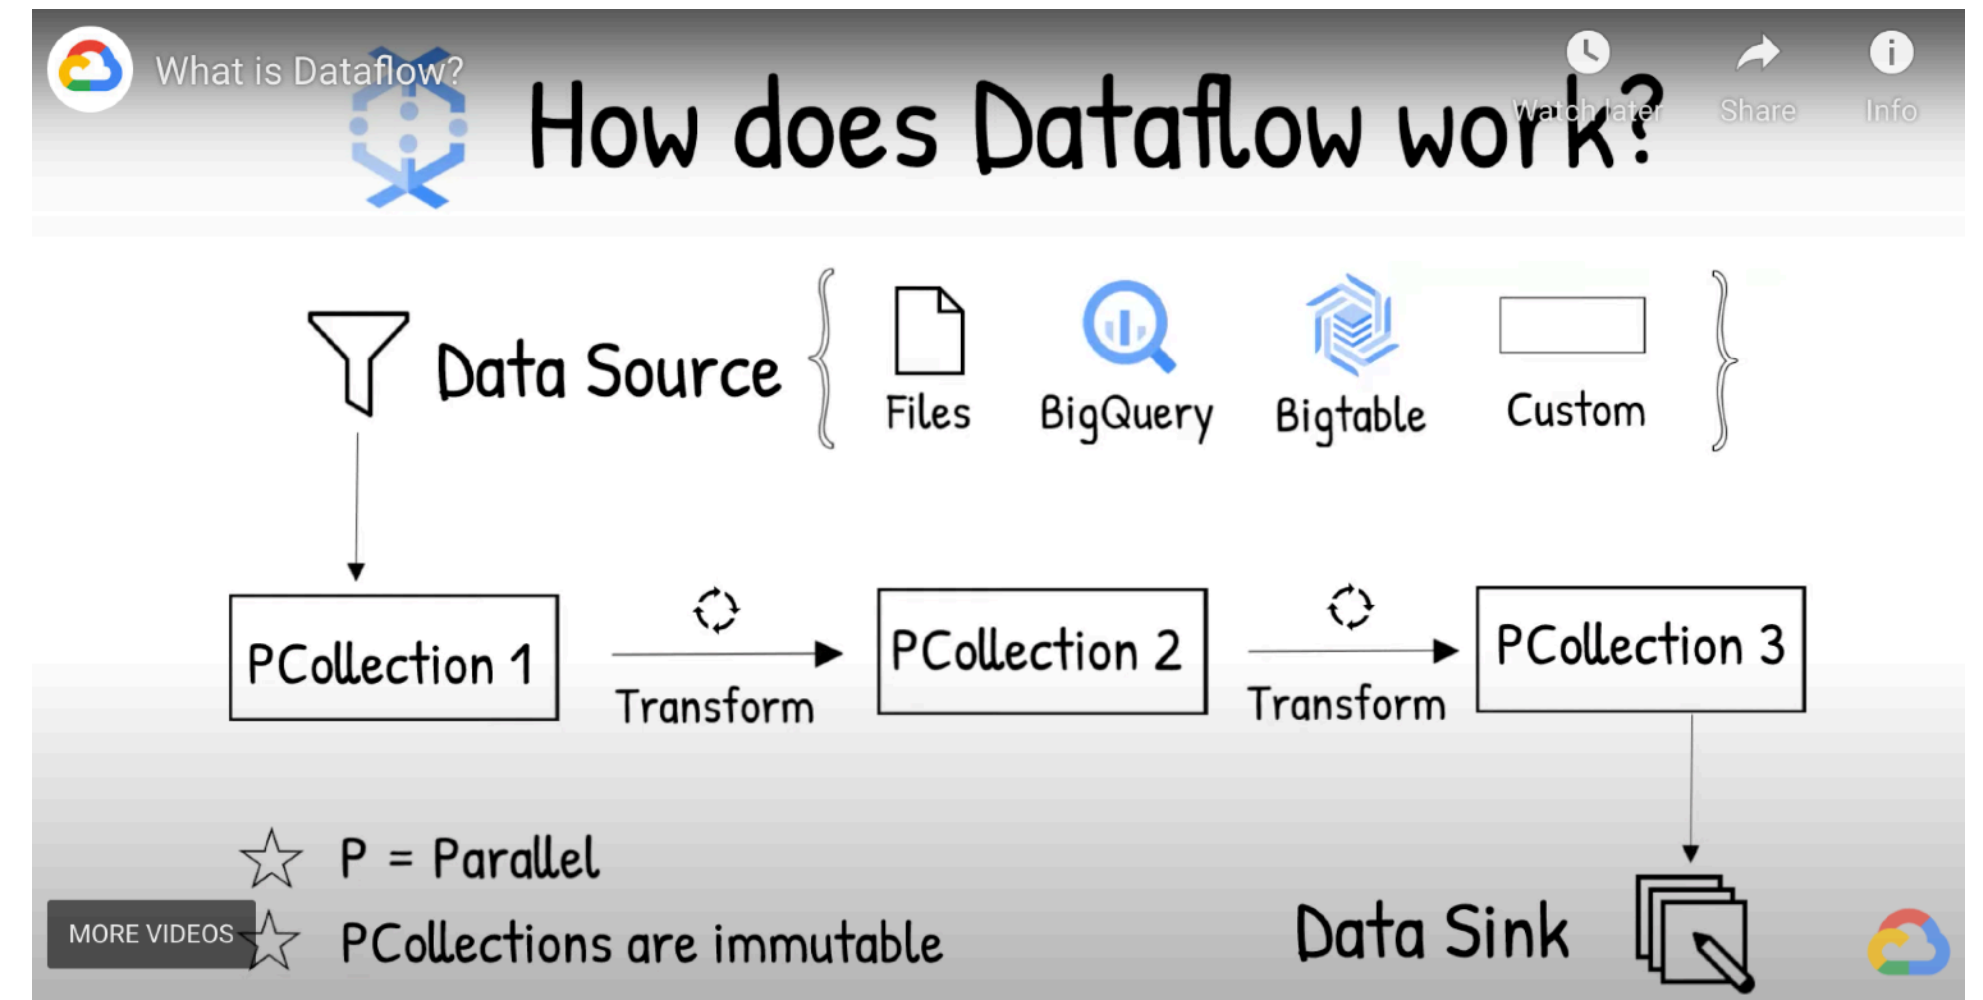 What is Dataflow?
How does Dataflow work?
Watch later
Share
Info
Data Source
Files
BigQuery
Bigtable
Custom
PCollection 1
Transform
PCollection 2
Transform
PCollection 3
P = Parallel
MORE VIDEOS
PCollections are immutable
Data Sink